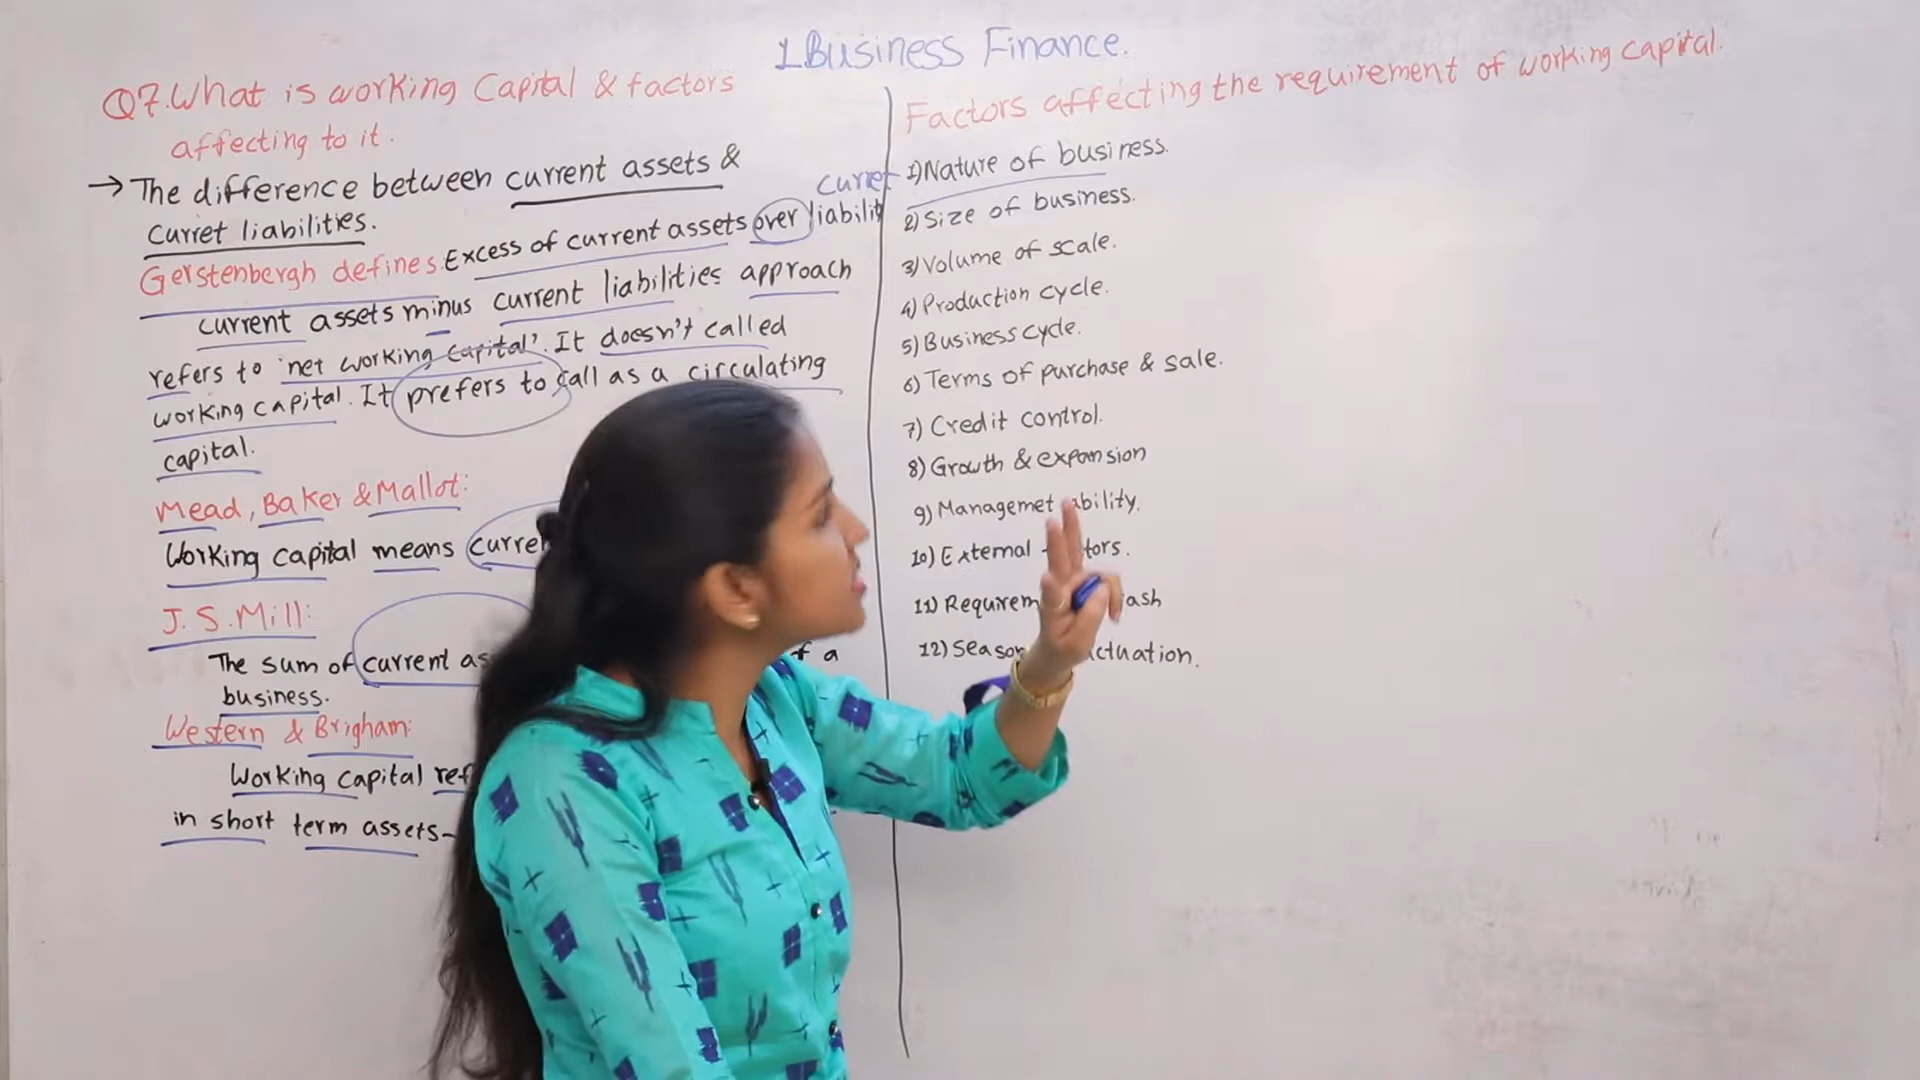 1.Business Finance.
Q7.What is working Capital & factors
affecting to it.
→ The difference between current assets &
curret liabilities.
Gerstenbergh defines. Excess of current assets over curret liabilit
current assets minus current liabilities approach
refers to 'net working capital'. It doesn't called
working capital. It prefers to call as a circulating
capital.
Mead, Baker & Mallot:
Working capital means
J.S.Mill:
The sum of current of a
business.
Western & Brigham:
Working capital
in short term assets-
Factors affecting the requirement of working capital.
1) Nature of business.
2) Size of business.
3) Volume of scale.
4) Production cycle.
5) Business cycle.
6) Terms of purchase & sale.
7) Credit control.
8) Growth & expansion
9) Managemet ability.
10) External
11)
12)